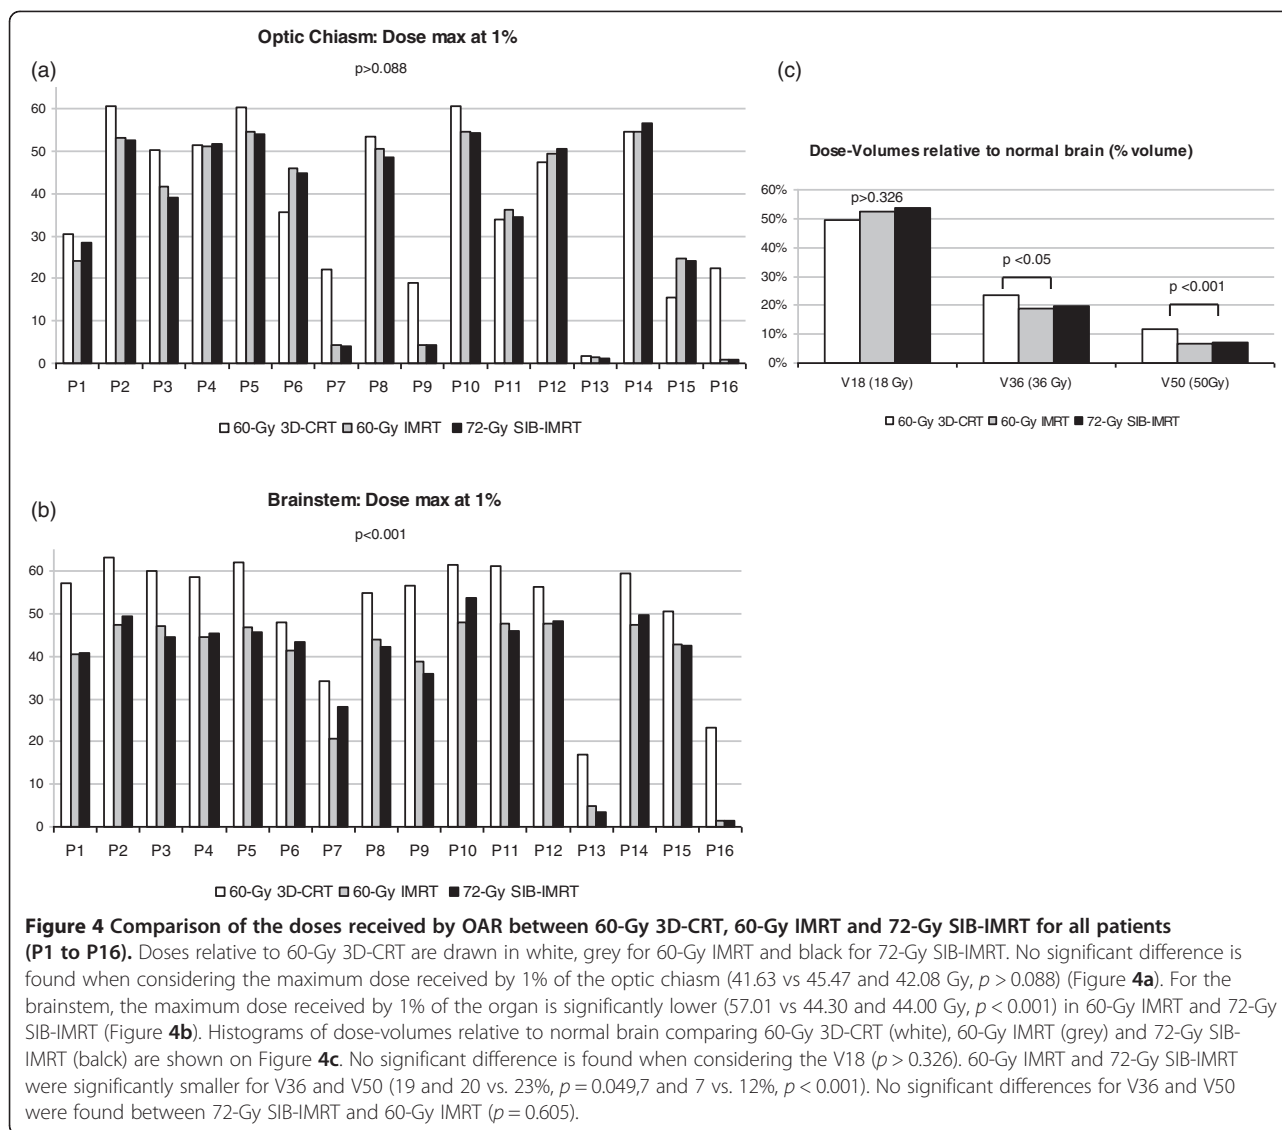 Optic Chiasm: Dose max at 1%
(a)
p>0.088
60
50
40
30
20
10
0
P1 P2 P3 P4 P5 P6 P7 P8 P9 P10 P11 P12 P13 P14 P15 P16
60-Gy 3D-CRT 60-Gy IMRT 72-Gy SIB-IMRT
(c)
Dose-Volumes relative to normal brain (% volume)
60%
50%
40%
30%
20%
10%
0%
p>0.326
p <0.05
p <0.001
V18 (18 Gy) V36 (36 Gy) V50 (50Gy)
60-Gy 3D-CRT 60-Gy IMRT 72-Gy SIB-IMRT
Brainstem: Dose max at 1%
(b)
p<0.001
60
50
40
30
20
10
0
P1 P2 P3 P4 P5 P6 P7 P8 P9 P10 P11 P12 P13 P14 P15 P16
60-Gy 3D-CRT 60-Gy IMRT 72-Gy SIB-IMRT
Figure 4 Comparison of the doses received by OAR between 60-Gy 3D-CRT, 60-Gy IMRT and 72-Gy SIB-IMRT for all patients
(P1 to P16). Doses relative to 60-Gy 3D-CRT are drawn in white, grey for 60-Gy IMRT and black for 72-Gy SIB-IMRT. No significant difference is
found when considering the maximum dose received by 1% of the optic chiasm (41.63 vs 45.47 and 42.08 Gy, p > 0.088) (Figure 4a). For the
brainstem, the maximum dose received by 1% of the organ is significantly lower (57.01 vs 44.30 and 44.00 Gy, p < 0.001) in 60-Gy IMRT and 72-Gy
SIB-IMRT (Figure 4b). Histograms of dose-volumes relative to normal brain comparing 60-Gy 3D-CRT (white), 60-Gy IMRT (grey) and 72-Gy SIB-
IMRT (balck) are shown on Figure 4c. No significant difference is found when considering the V18 (p > 0.326). 60-Gy IMRT and 72-Gy SIB-IMRT
were significantly smaller for V36 and V50 (19 and 20 vs. 23%, p = 0.049,7 and 7 vs. 12%, p < 0.001). No significant differences for V36 and V50
were found between 72-Gy SIB-IMRT and 60-Gy IMRT (p = 0.605).